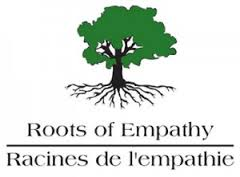 Roots of Empathy
Racines de l'empathie